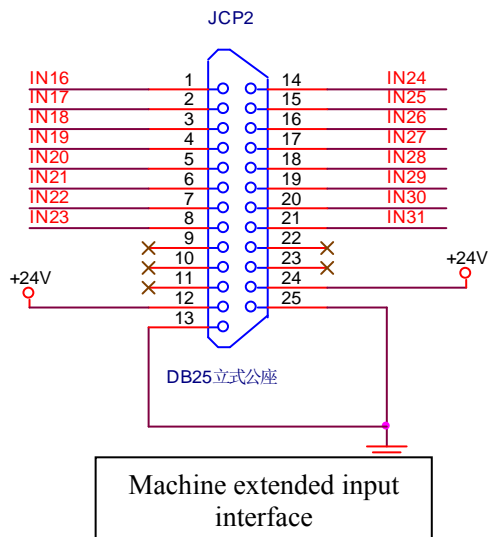 JCP2
IN16 1 14 IN24
IN17 2 15 IN25
IN18 3 16 IN26
IN19 4 17 IN27
IN20 5 18 IN28
IN21 6 19 IN29
IN22 7 20 IN30
IN23 8 21 IN31
9 22
10 23
+24V 11 24 +24V
12 25
13
DB25立式公座
Machine extended input
interface